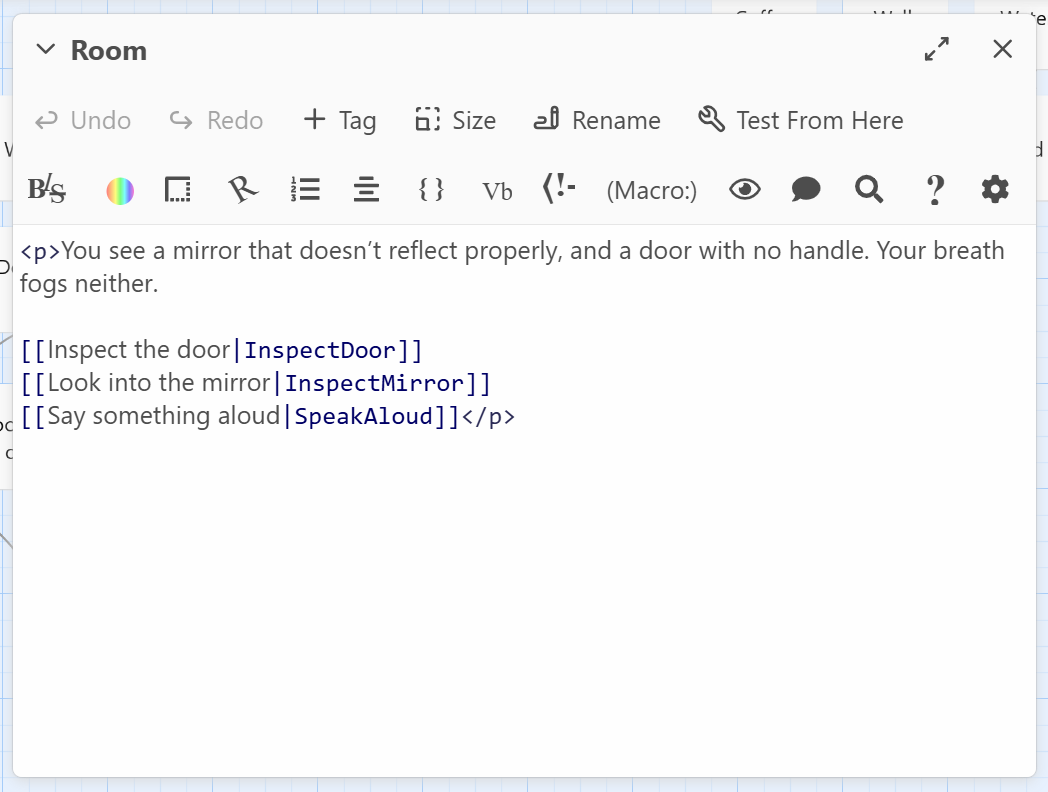 Room
Undo Redo + Tag Size Rename Test From Here
B/S { } Vb (!- (Macro:) ?
<p>You see a mirror that doesn’t reflect properly, and a door with no handle. Your breath
fogs neither.
[[Inspect the door|InspectDoor]]
[[Look into the mirror|InspectMirror]]
[[Say something aloud|SpeakAloud]]</p>